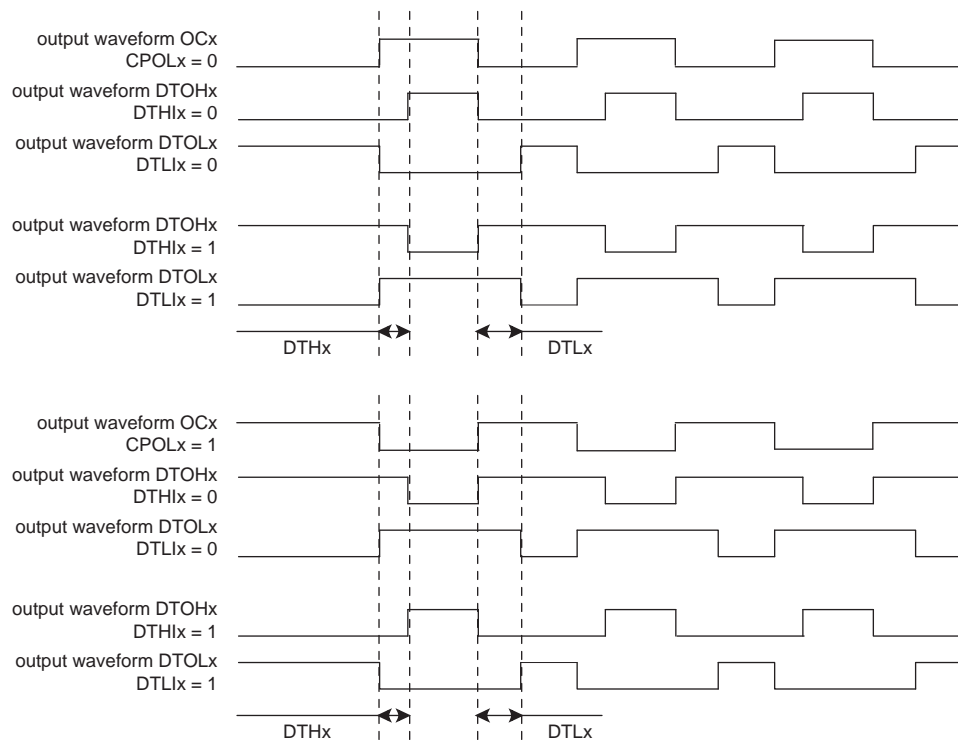 output waveform OCx
CPOLx = 0
output waveform DTOHx
DTHIx = 0
output waveform DTOLx
DTLIx = 0
output waveform DTOHx
DTHIx = 1
output waveform DTOLx
DTLIx = 1
DTHx DTLx
output waveform OCx
CPOLx = 1
output waveform DTOHx
DTHIx = 0
output waveform DTOLx
DTLIx = 0
output waveform DTOHx
DTHIx = 1
output waveform DTOLx
DTLIx = 1
DTHx DTLx